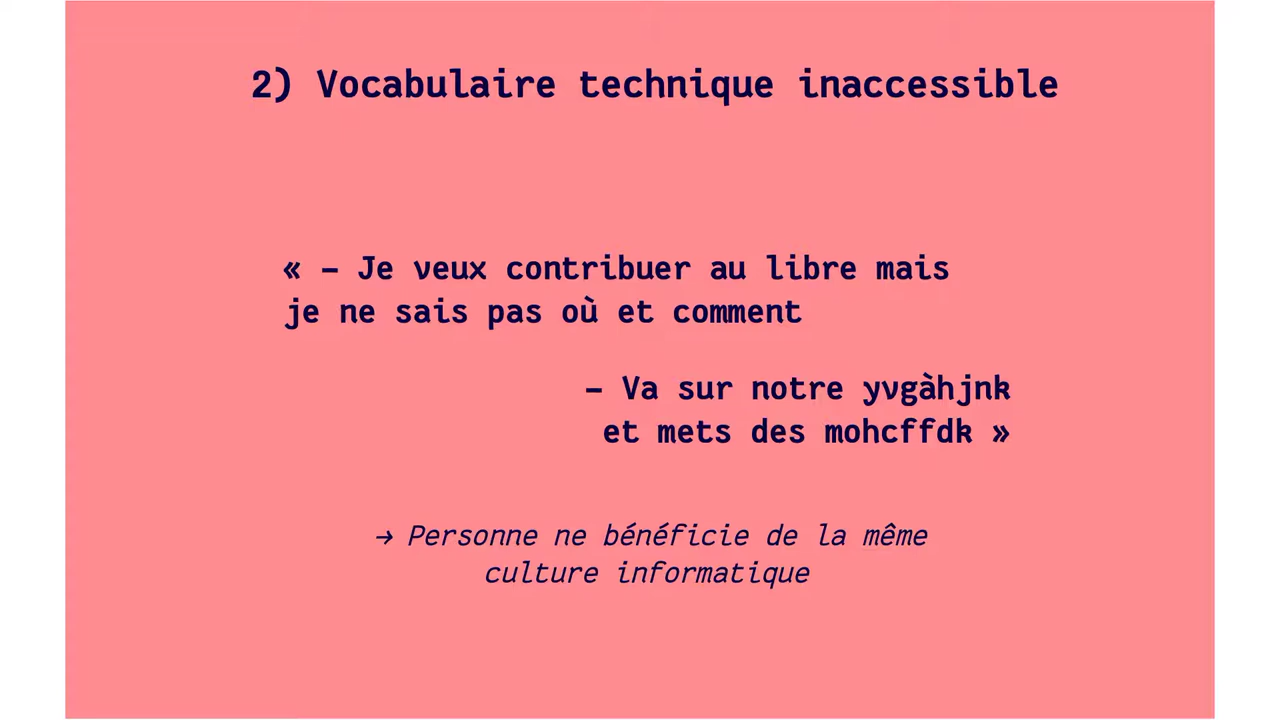 2) Vocabulaire technique inaccessible
« – Je veux contribuer au libre mais
je ne sais pas où et comment
– Va sur notre yvgàhjnk
et mets des mohcffdk »
→ Personne ne bénéficie de la même
culture informatique